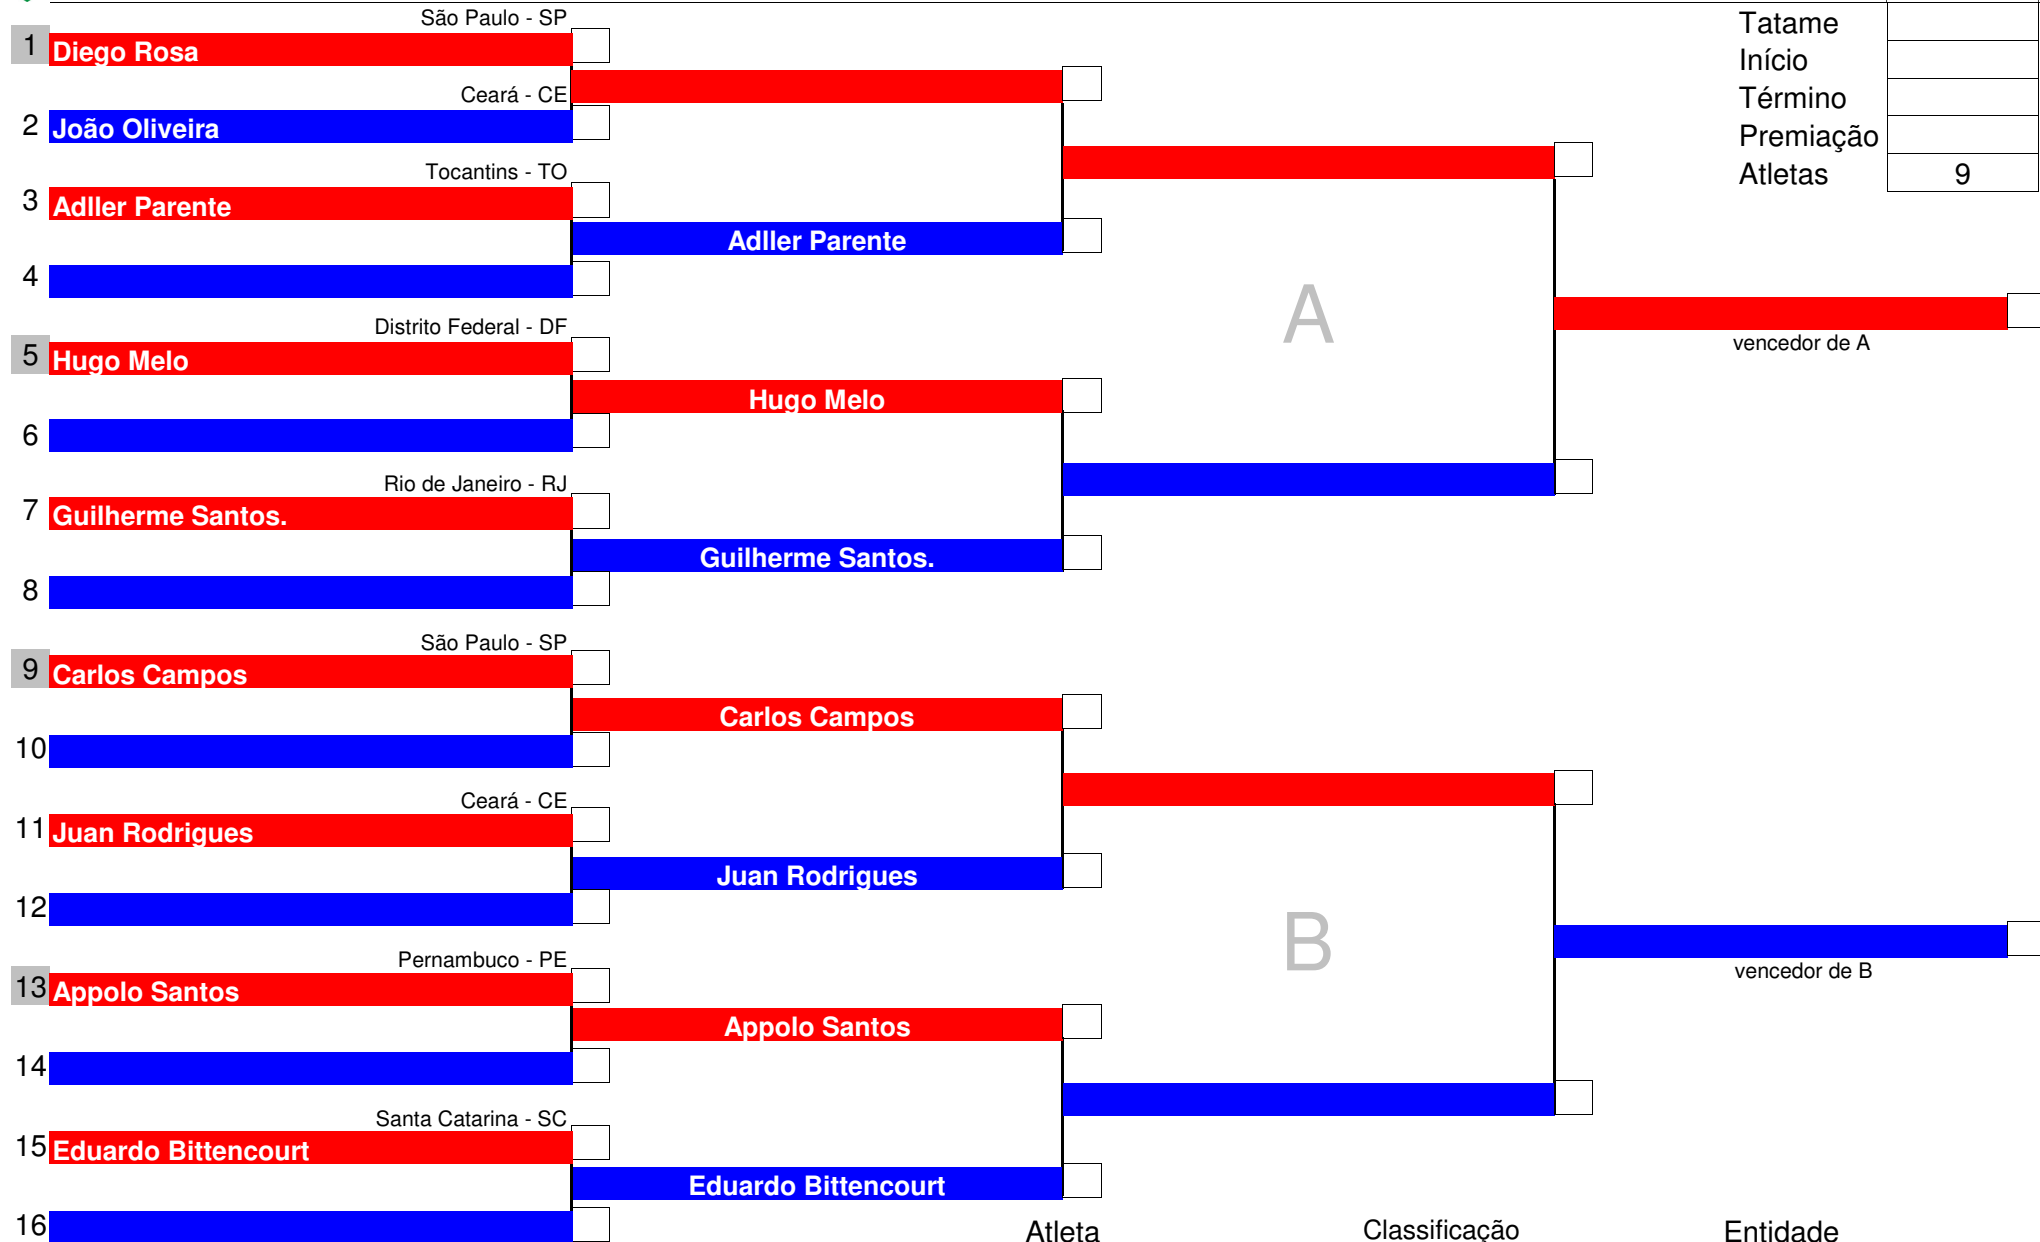 São Paulo - SP
1 Diego Rosa
Ceará - CE
2 João Oliveira
Tocantins - TO
3 Adller Parente
Adller Parente
4
Distrito Federal - DF
5 Hugo Melo
Hugo Melo
6
Rio de Janeiro - RJ
7 Guilherme Santos.
Guilherme Santos.
8
São Paulo - SP
9 Carlos Campos
Carlos Campos
10
Ceará - CE
11 Juan Rodrigues
Juan Rodrigues
12
Pernambuco - PE
13 Appolo Santos
Appolo Santos
14
Santa Catarina - SC
15 Eduardo Bittencourt
Eduardo Bittencourt
16
A
B
vencedor de A
vencedor de B
Tatame
Início
Término
Premiação
Atletas 9
Atleta Classificação Entidade